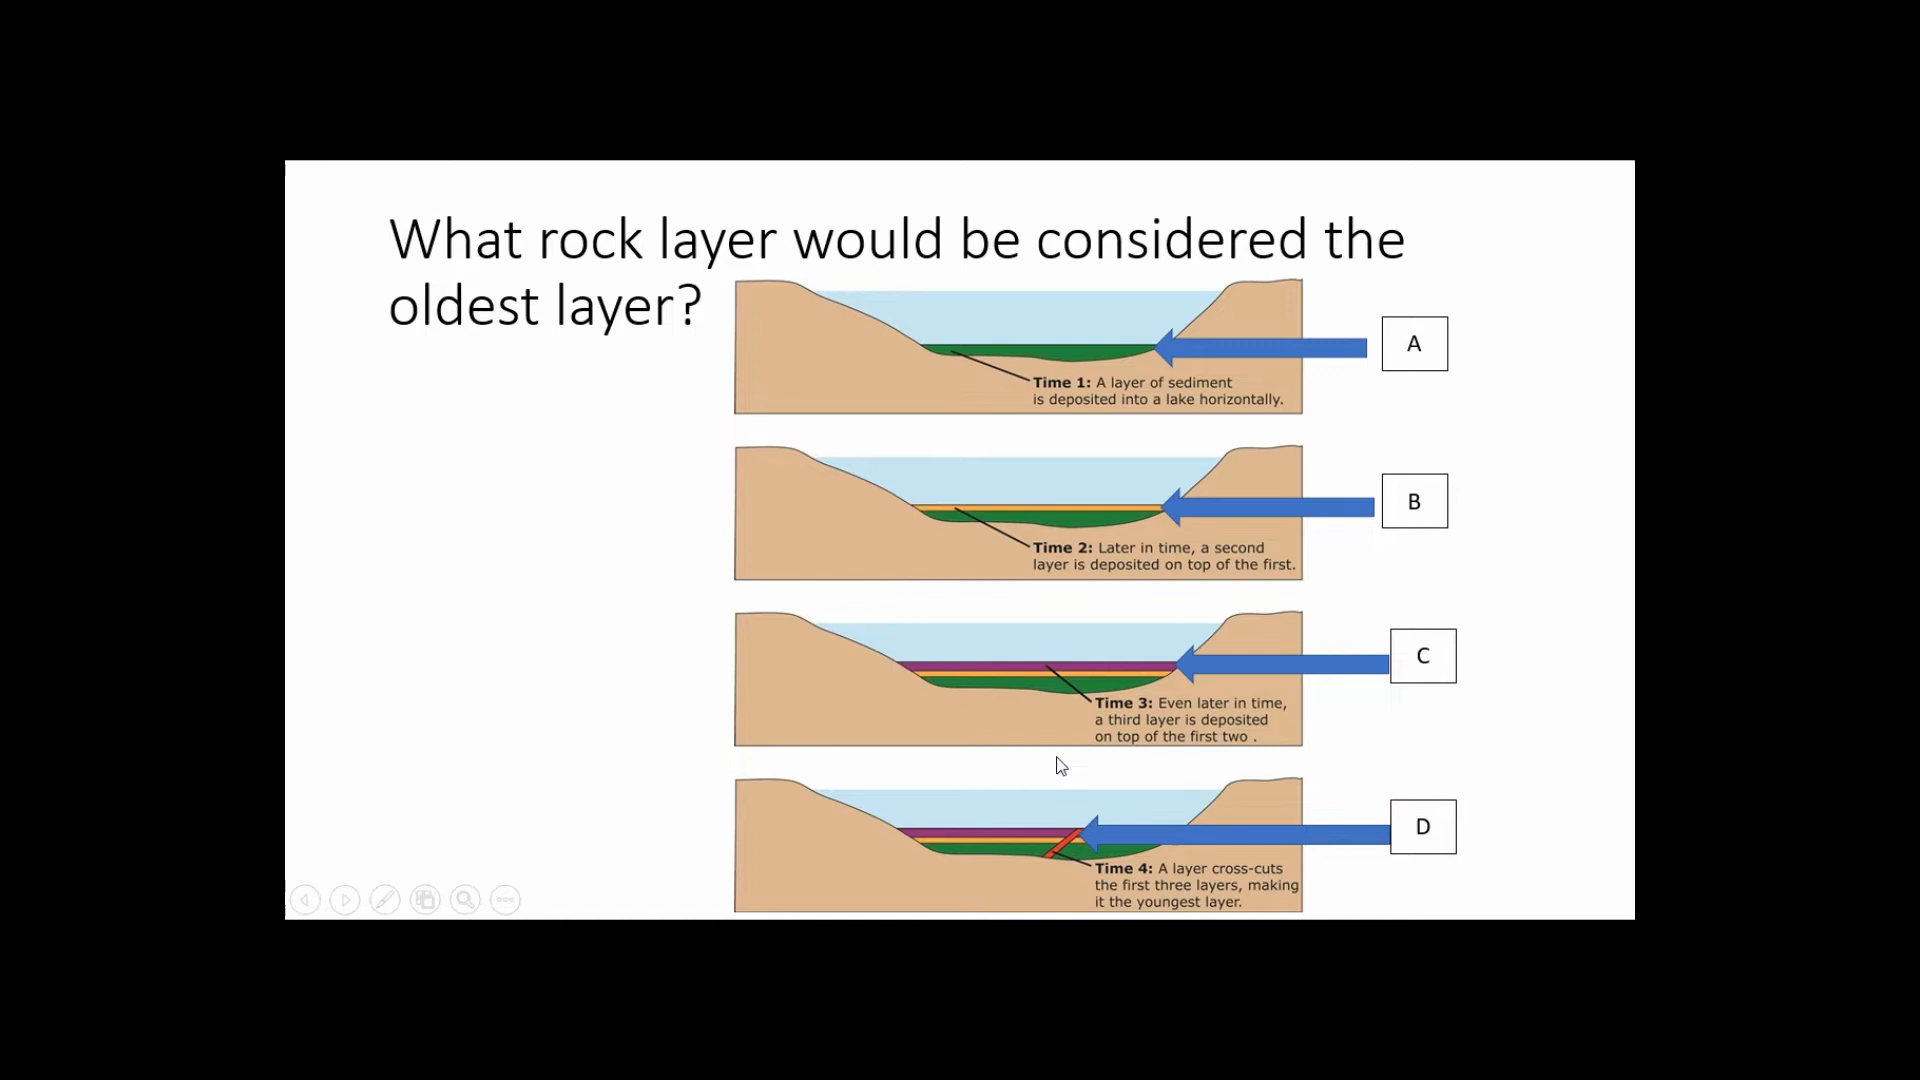 What rock layer would be considered the
oldest layer?
A
Time 1: A layer of sediment
is deposited into a lake horizontally.
B
Time 2: Later in time, a second
layer is deposited on top of the first.
C
Time 3: Even later in time,
a third layer is deposited
on top of the first two .
D
Time 4: A layer cross-cuts
the first three layers, making
it the youngest layer.